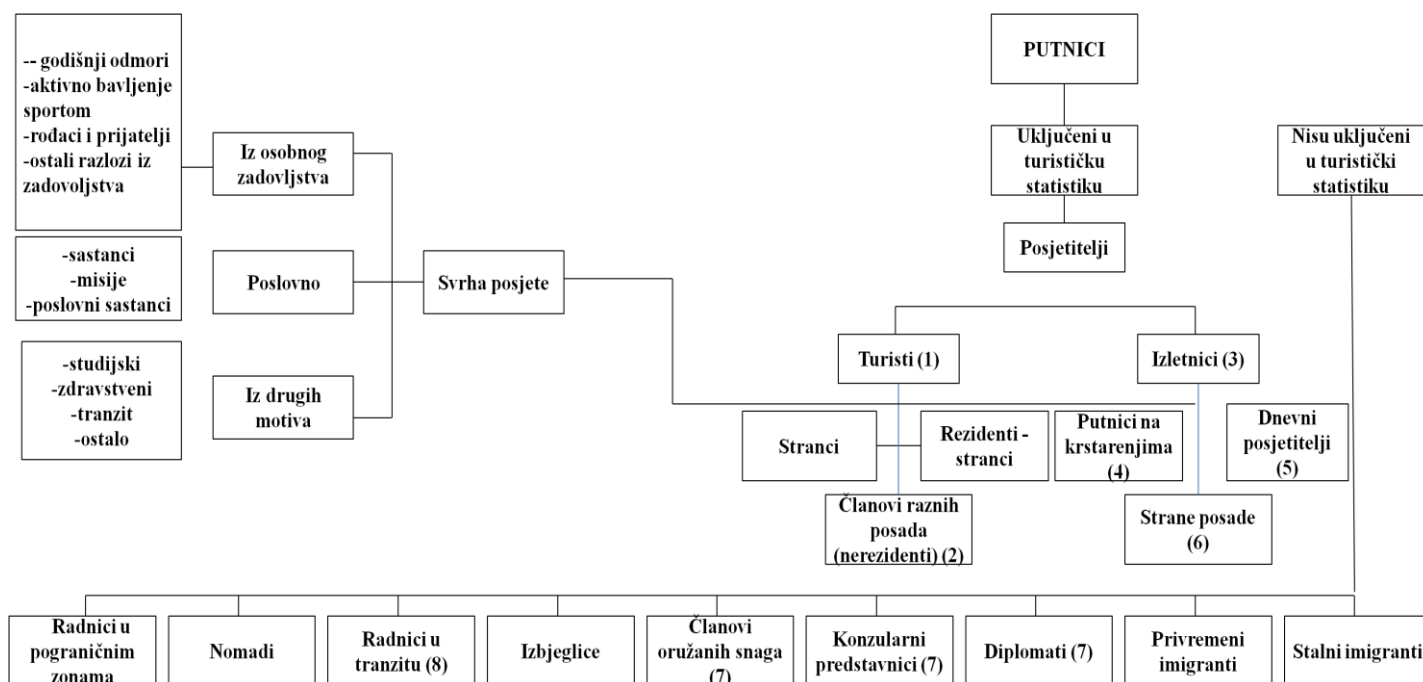 PUTNICI
Uključeni u
turističku
statistiku
Nisu uključeni
u turistički
statistiku
Posjetitelji
-- godišnji odmori
-aktivno bavljenje
sportom
-rođaci i prijatelji
-ostali razlozi iz
zadovoljstva
Iz osobnog
zadovljstva
-sastanci
-misije
-poslovni sastanci
Poslovno
Svrha posjete
-studijski
-zdravstveni
-tranzit
-ostalo
Iz drugih
motiva
Turisti (1)
Izletnici (3)
Stranci
Rezidenti -
stranci
Putnici na
krstarenjima
(4)
Dnevni
posjetitelji
(5)
Članovi raznih
posada
(nerezidenti) (2)
Strane posade
(6)
Radnici u
pograničnim
zonama
Nomadi
Radnici u
tranzitu (8)
Izbjeglice
Članovi
oružanih snaga
(7)
Konzularni
predstavnici (7)
Diplomati (7)
Privremeni
imigranti
Stalni imigranti